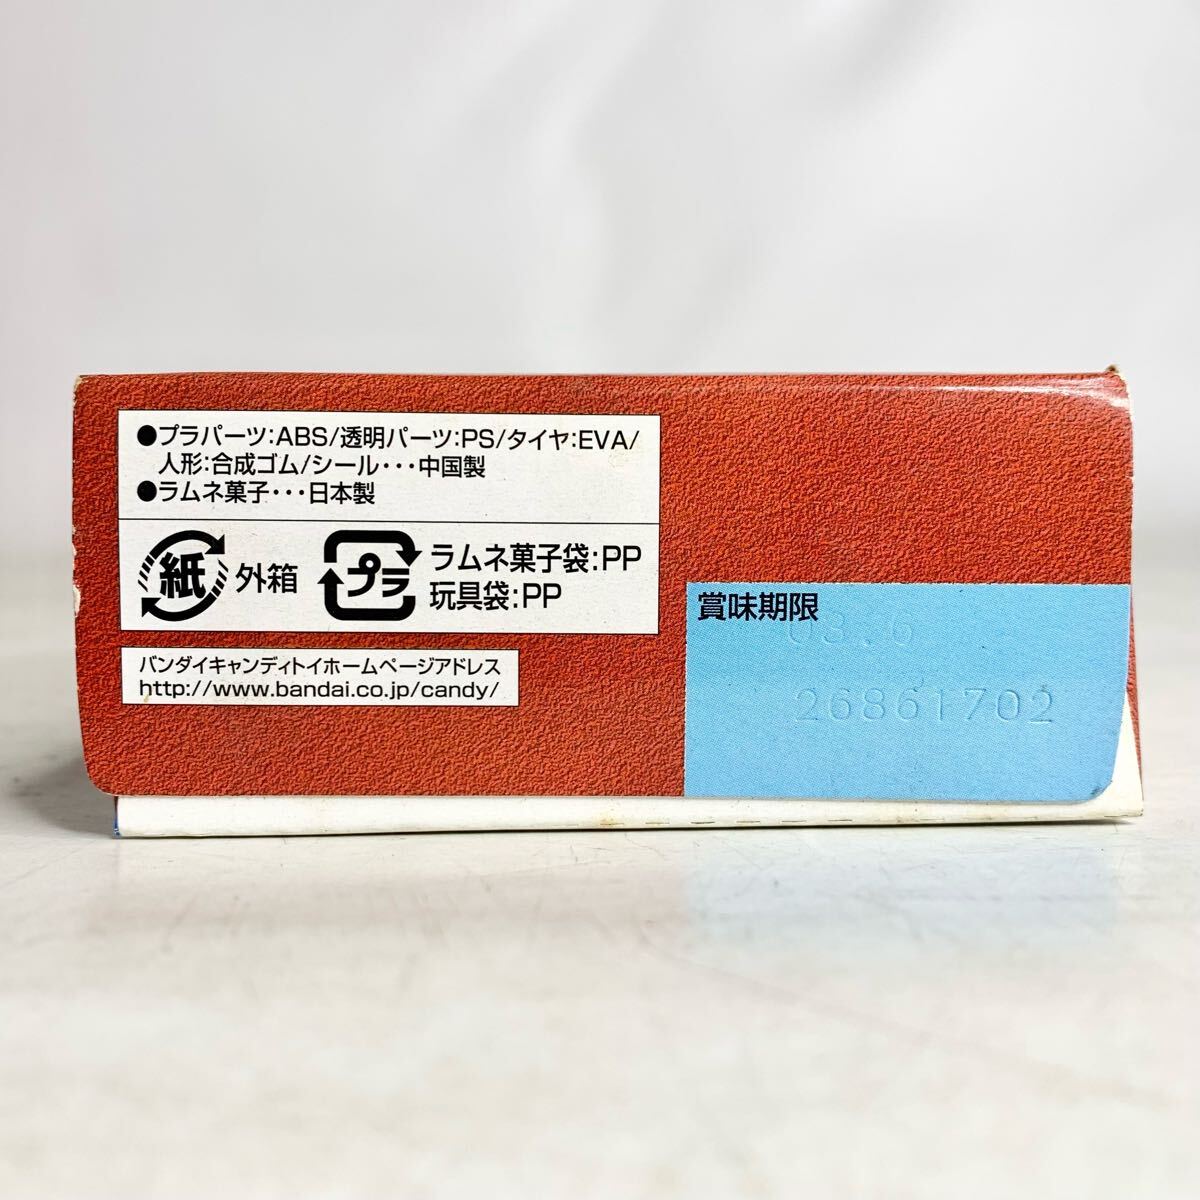 ●プラパーツ:ABS/透明パーツ:PS/タイヤ:EVA/
人形:合成ゴム/シール･･･中国製
●ラムネ菓子･･･日本製
紙 外箱
プラ ラムネ菓子袋:PP
玩具袋:PP
バンダイキャンディトイホームページアドレス
http://www.bandai.co.jp/candy/
賞味期限
03.6
26861702